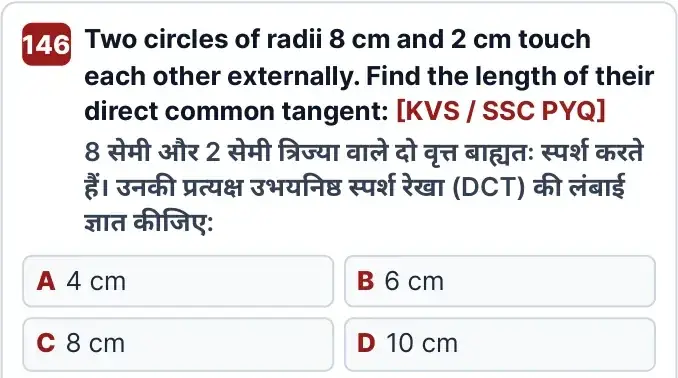 146 Two circles of radii 8 cm and 2 cm touch
each other externally. Find the length of their
direct common tangent: [KVS / SSC PYQ]
8 सेमी और 2 सेमी त्रिज्या वाले दो वृत्त बाह्यतः स्पर्श करते
हैं। उनकी प्रत्यक्ष उभयनिष्ठ स्पर्श रेखा (DCT) की लंबाई
ज्ञात कीजिए:
A 4 cm
B 6 cm
C 8 cm
D 10 cm